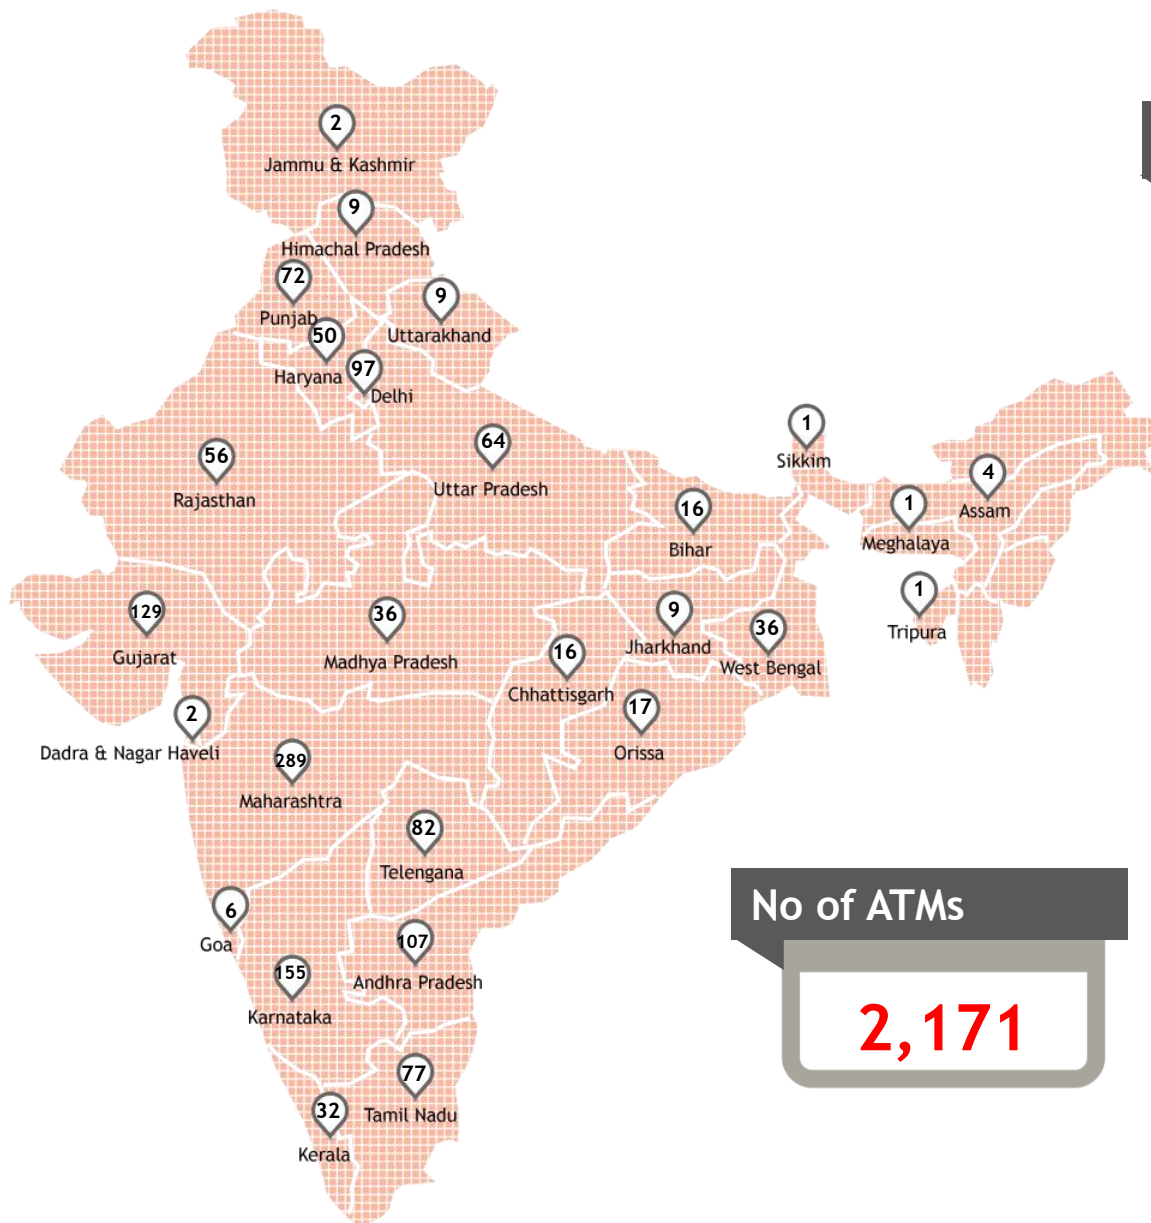 2
Jammu & Kashmir
9
Himachal Pradesh
72
Punjab
9
Uttarakhand
50
Haryana
97
Delhi
56
Rajasthan
64
Uttar Pradesh
1
Sikkim
4
Assam
1
Meghalaya
16
Bihar
1
Tripura
129
Gujarat
36
Madhya Pradesh
9
Jharkhand
36
West Bengal
16
Chhattisgarh
17
Orissa
2
Dadra & Nagar Haveli
289
Maharashtra
82
Telengana
6
Goa
107
Andhra Pradesh
155
Karnataka
77
Tamil Nadu
32
Kerala
No of ATMs
2,171